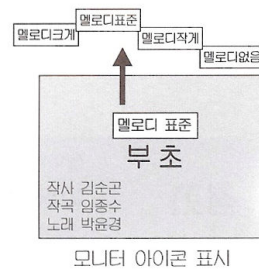 멜로디크게
멜로디표준
멜로디작게
멜로디없음
멜로디 표준
부초
작사 김순곤
작곡 임종수
노래 박윤경
모니터 아이콘 표시